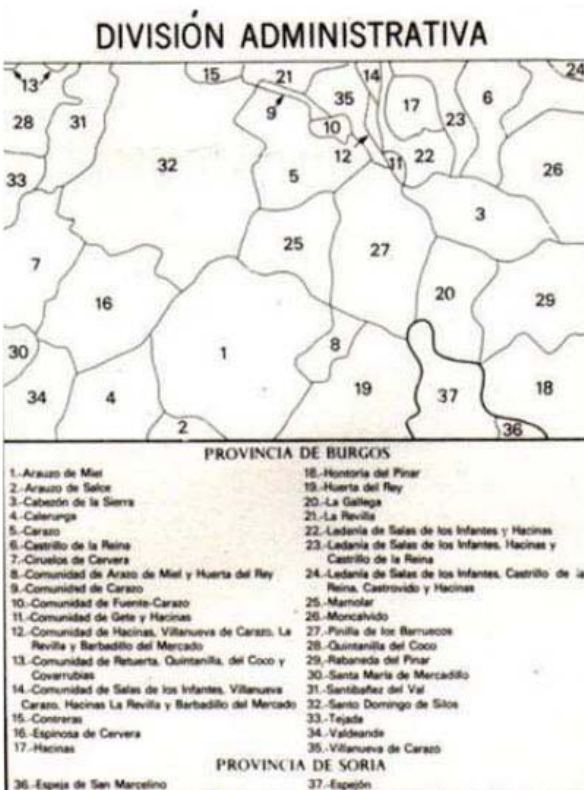 DIVISIÓN ADMINISTRATIVA
13 15 21 14 24
28 31 9 35 17 6
10 23
32 12 11 22 26
33 5
3
25 27
7
16 20 29
30 1 8
34 4 19 37 18
2 36
PROVINCIA DE BURGOS
1.-Arauzo de Miel
2.-Arauzo de Salce
3.-Cabezón de la Sierra
4.-Calerunga
5.-Carazo
6.-Castrillo de la Reina
7.-Ciruelos de Cervera
8.-Comunidad de Arazo de Miel y Huerta del Rey
9.-Comunidad de Carazo
10.-Comunidad de Fuente-Carazo
11.-Comunidad de Gete y Hacinas
12.-Comunidad de Hacinas, Villanueva de Carazo, La
Revilla y Barbadillo del Mercado
13.-Comunidad de Retuerta, Quintanilla, del Coco y
Covarrubias
14.-Comunidad de Salas de los Infantes, Villanueva
Carazo, Hacinas La Revilla y Barbadillo del Mercado
15.-Contreras
16.-Espinosa de Cervera
17.-Hacinas
18.-Hontoria del Pinar
19.-Huerta del Rey
20.-La Gallega
21.-La Revilla
22.-Ledanía de Salas de los Infantes y Hacinas
23.-Ledanía de Salas de los Infantes, Hacinas y
Castrillo de la Reina
24.-Ledanía de Salas de los Infantes, Castrillo de la
Reina, Castrovido y Hacinas
25.-Mamolar
26.-Moncalvido
27.-Pinilla de los Barruecos
28.-Quintanilla del Coco
29.-Rabaneda del Pinar
30.-Santa María de Mercadillo
31.-Santibañez del Val
32.-Santo Domingo de Silos
33.-Tejada
34.-Valdeande
35.-Villanueva de Carazo
PROVINCIA DE SORIA
36.-Espeja de San Marcelino
37.-Espejón